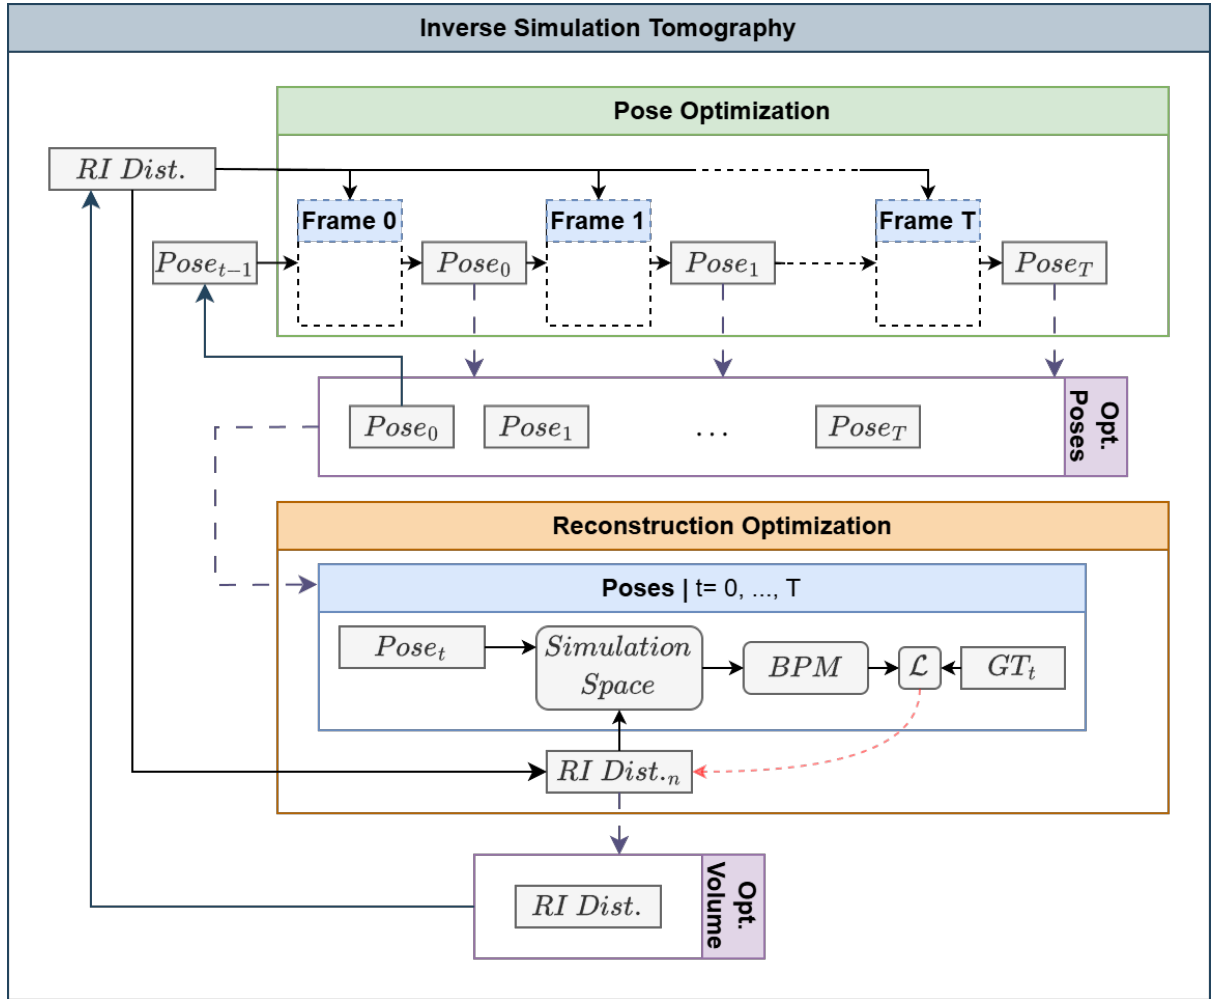 Inverse Simulation Tomography
Pose Optimization
RI Dist.
Frame 0
Frame 1
Frame T
Pose_{t−1}
Pose_0
Pose_1
Pose_T
Pose_0
Pose_1
...
Pose_T
Opt.
Poses
Reconstruction Optimization
Poses | t= 0, ..., T
Pose_t
Simulation
Space
BPM
ℒ
GT_t
RI Dist._n
RI Dist.
Opt.
Volume